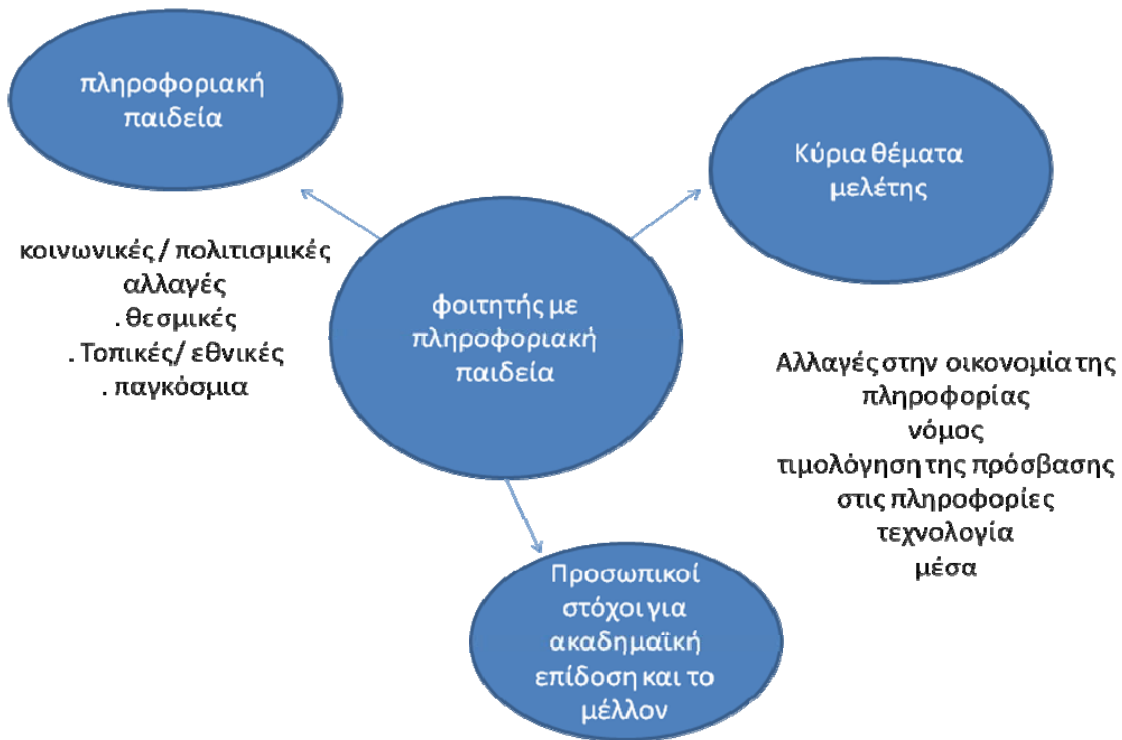 πληροφοριακή
παιδεία
Κύρια θέματα
μελέτης
κοινωνικές / πολιτισμικές
αλλαγές
. θεσμικές
. Τοπικές/ εθνικές
. παγκόσμια
φοιτητής με
πληροφοριακή
παιδεία
Αλλαγές στην οικονομία της
πληροφορίας
νόμος
τιμολόγηση της πρόσβασης
στις πληροφορίες
τεχνολογία
μέσα
Προσωπικοί
στόχοι για
ακαδημαϊκή
επίδοση και το
μέλλον